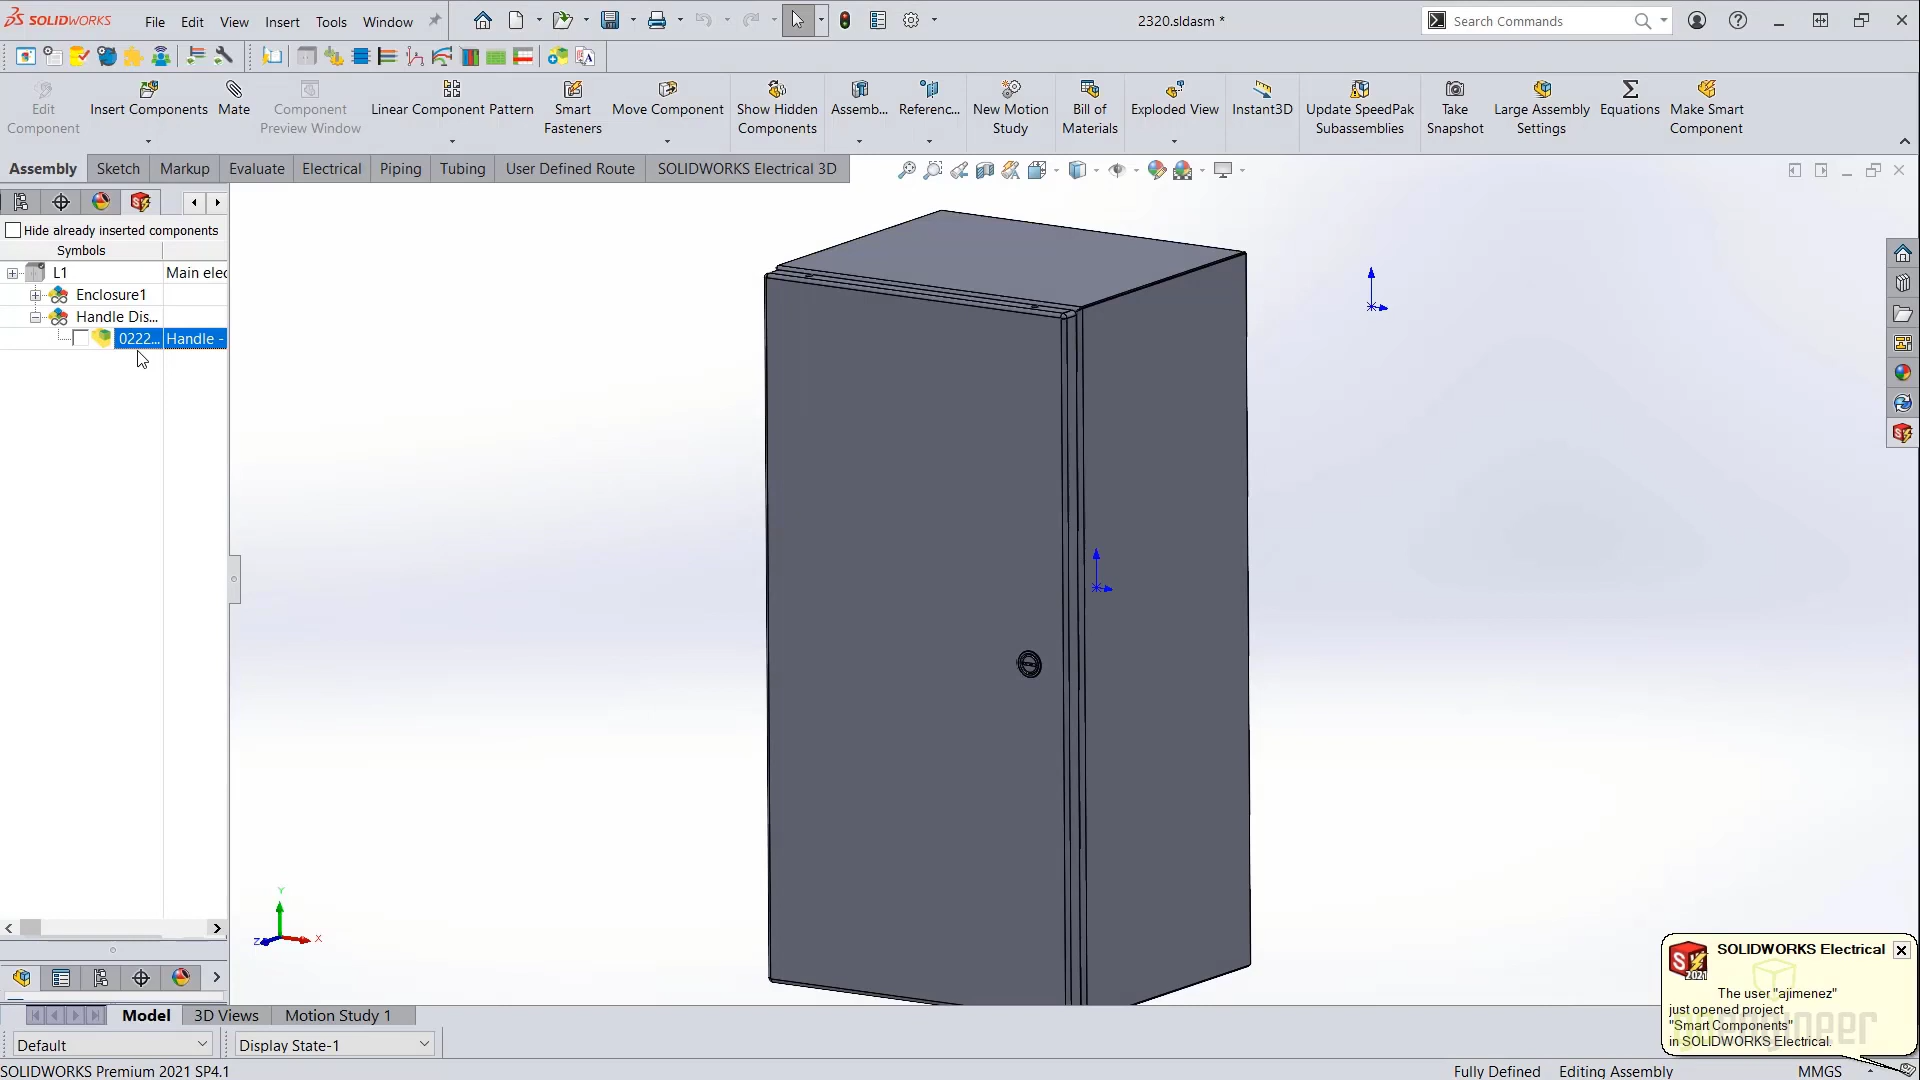 SOLIDWORKS File Edit View Insert Tools Window 2320.sldasm * Search Commands
Edit Component
Insert Components
Mate
Component Preview Window
Linear Component Pattern
Smart Fasteners
Move Component
Show Hidden Components
Assemb...
Referenc...
New Motion Study
Bill of Materials
Exploded View
Instant3D
Update SpeedPak Subassemblies
Take Snapshot
Large Assembly Settings
Equations
Make Smart Component
Assembly Sketch Markup Evaluate Electrical Piping Tubing User Defined Route SOLIDWORKS Electrical 3D
Hide already inserted components
Symbols
L1 Main elec
Enclosure1
Handle Dis...
0222... Handle -
Y
Z X
SOLIDWORKS Electrical
2021
The user "ajimenez"
just opened project
"Smart Components"
in SOLIDWORKS Electrical.
Model 3D Views Motion Study 1
Default Display State-1
SOLIDWORKS Premium 2021 SP4.1 Fully Defined Editing Assembly MMGS